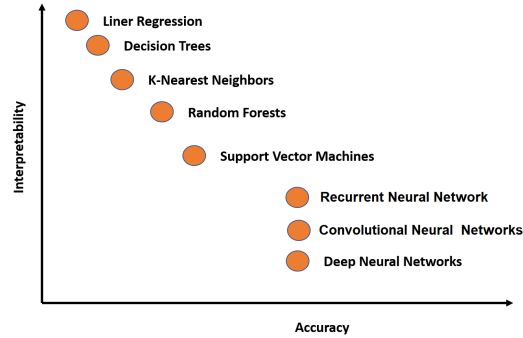 Liner Regression
Decision Trees
K-Nearest Neighbors
Random Forests
Support Vector Machines
Recurrent Neural Network
Convolutional Neural Networks
Deep Neural Networks
Interpretability
Accuracy